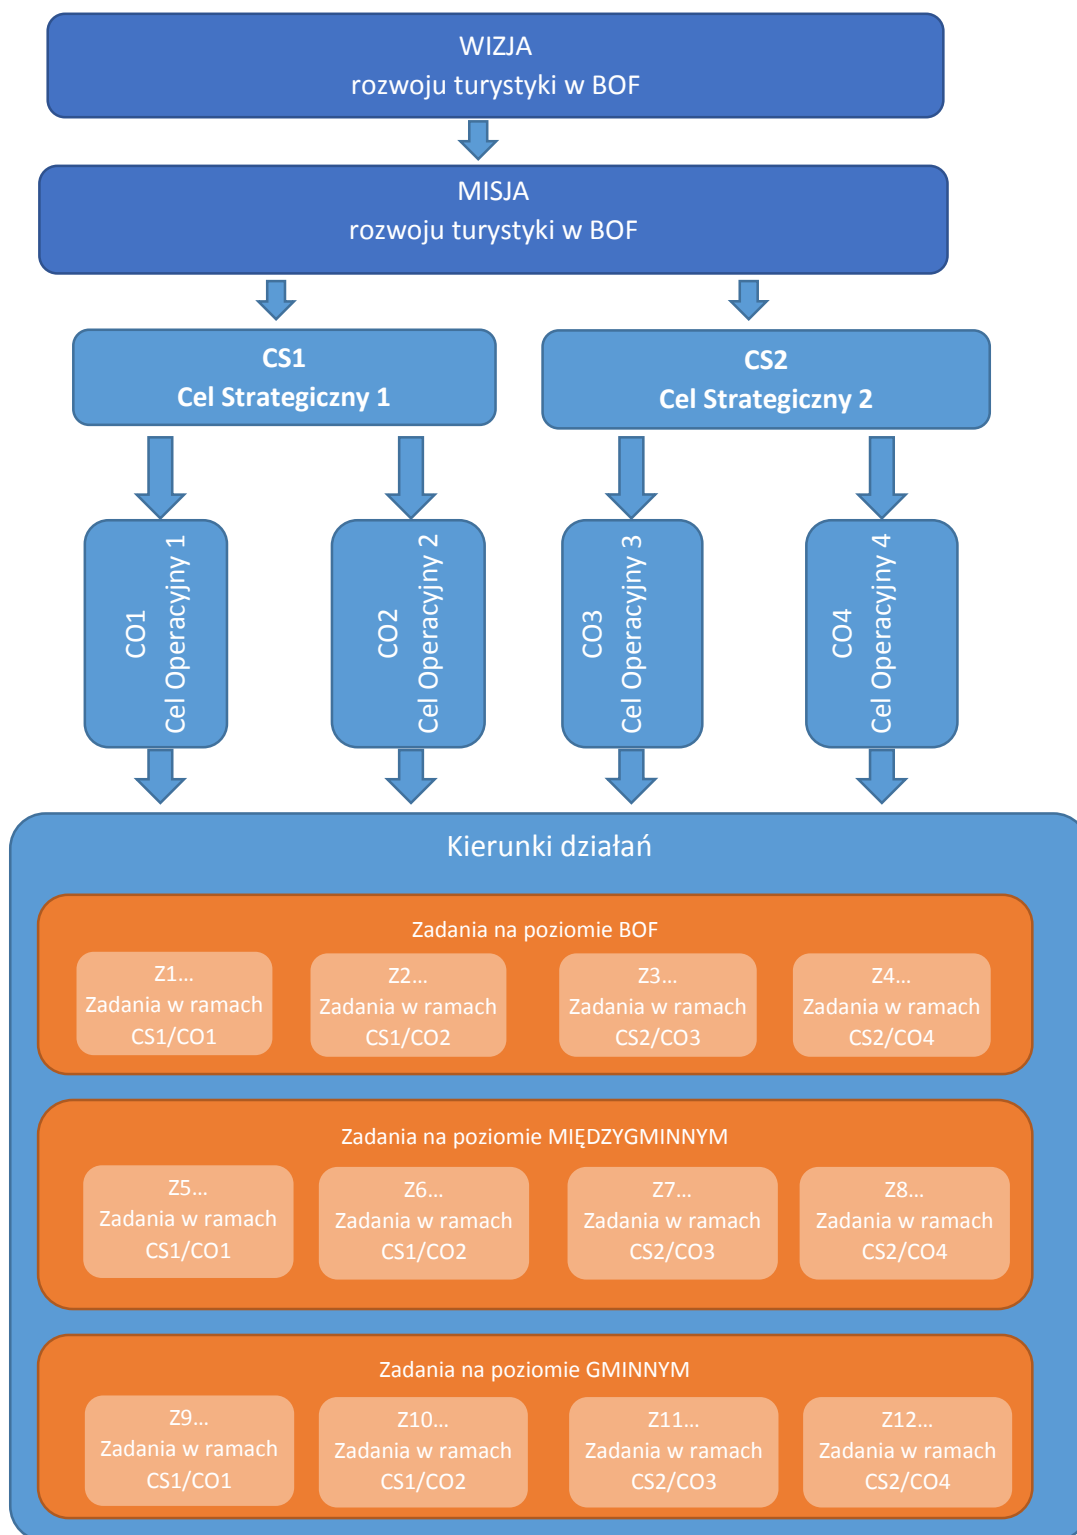 WIZJA
rozwoju turystyki w BOF
MISJA
rozwoju turystyki w BOF
CS1
Cel Strategiczny 1
CS2
Cel Strategiczny 2
CO1
Cel Operacyjny 1
CO2
Cel Operacyjny 2
CO3
Cel Operacyjny 3
CO4
Cel Operacyjny 4
Kierunki działań
Zadania na poziomie BOF
Z1...
Zadania w ramach
CS1/CO1
Z2...
Zadania w ramach
CS1/CO2
Z3...
Zadania w ramach
CS2/CO3
Z4...
Zadania w ramach
CS2/CO4
Zadania na poziomie MIĘDZYGMINNYM
Z5...
Zadania w ramach
CS1/CO1
Z6...
Zadania w ramach
CS1/CO2
Z7...
Zadania w ramach
CS2/CO3
Z8...
Zadania w ramach
CS2/CO4
Zadania na poziomie GMINNYM
Z9...
Zadania w ramach
CS1/CO1
Z10...
Zadania w ramach
CS1/CO2
Z11...
Zadania w ramach
CS2/CO3
Z12...
Zadania w ramach
CS2/CO4